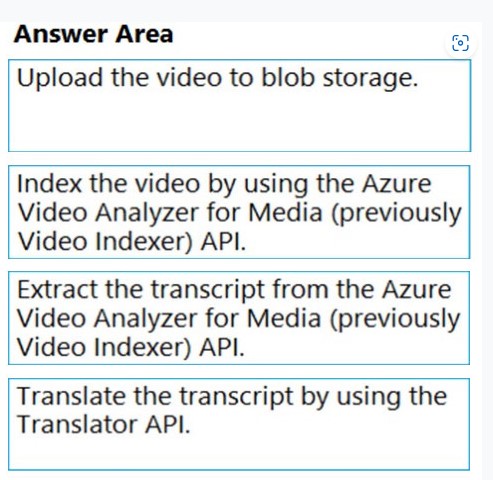 Answer Area
Upload the video to blob storage.
Index the video by using the Azure
Video Analyzer for Media (previously
Video Indexer) API.
Extract the transcript from the Azure
Video Analyzer for Media (previously
Video Indexer) API.
Translate the transcript by using the
Translator API.